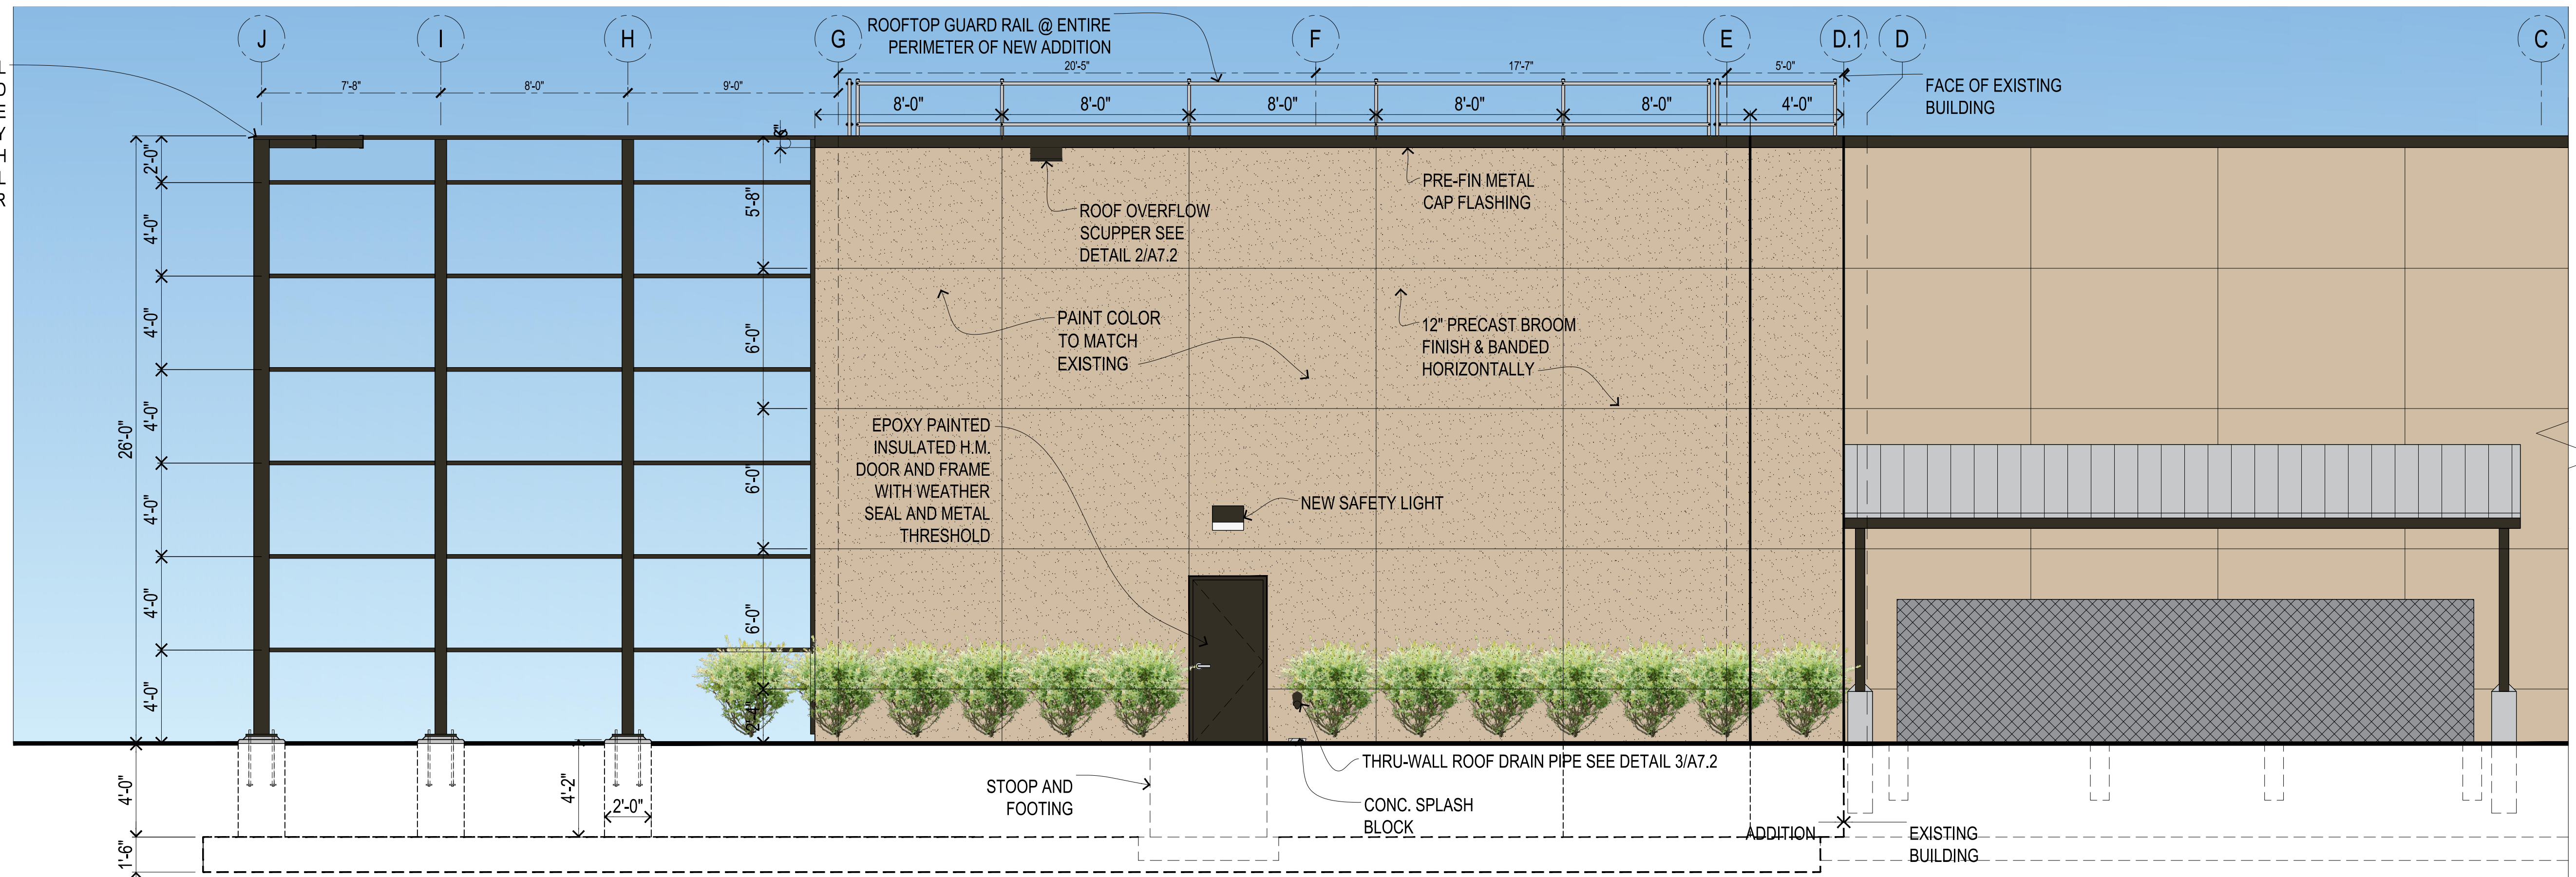 J
I
H
G
F
E
D.1
D
C
ROOFTOP GUARD RAIL @ ENTIRE
PERIMETER OF NEW ADDITION
7'-8"
8'-0"
9'-0"
20'-5"
17'-7"
5'-0"
FACE OF EXISTING
BUILDING
8'-0"
8'-0"
8'-0"
8'-0"
8'-0"
4'-0"
2'-0"
4'-0"
4'-0"
4'-0"
4'-0"
4'-0"
4'-0"
26'-0"
4'-0"
1'-6"
5'-8"
6'-0"
6'-0"
6'-0"
2'-4"
ROOF OVERFLOW
SCUPPER SEE
DETAIL 2/A7.2
PRE-FIN METAL
CAP FLASHING
PAINT COLOR
TO MATCH
EXISTING
12" PRECAST BROOM
FINISH & BANDED
HORIZONTALLY
EPOXY PAINTED
INSULATED H.M.
DOOR AND FRAME
WITH WEATHER
SEAL AND METAL
THRESHOLD
NEW SAFETY LIGHT
4'-2"
2'-0"
STOOP AND
FOOTING
THRU-WALL ROOF DRAIN PIPE SEE DETAIL 3/A7.2
CONC. SPLASH
BLOCK
ADDITION
EXISTING
BUILDING